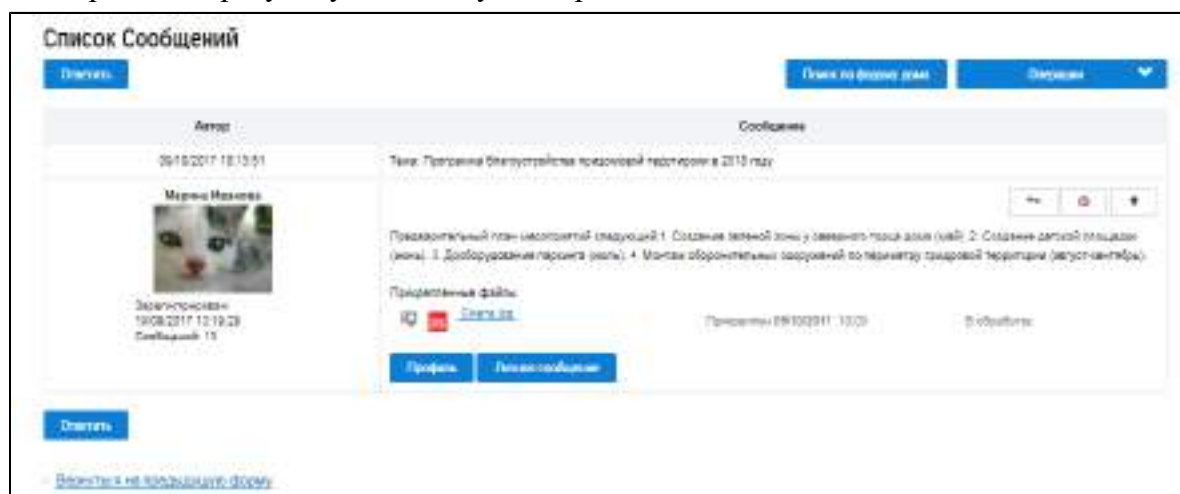 Список Сообщений
Ответить
Поиск по форуму дома
Операции
Автор
Сообщение
09/10/2017 10:13:51
Тема: Программа благоустройства придомовой территории в 2018 году
Марина Иванова
Предварительный план мероприятий следующий: 1. Создание зеленой зоны у северного торца дома (май). 2. Создание детской площадки
(июнь). 3. Дооборудование паркинга (июль). 4. Монтаж оборонительных сооружений по периметру придомовой территории (август-сентябрь).
Прикрепленные файлы:
Прикреплен
В обработке
Зарегистрирован:
19/09/2017 12:19:29
Сообщений: 15
Профиль
Личное сообщение
Ответить
Вернуться на предыдущую форму